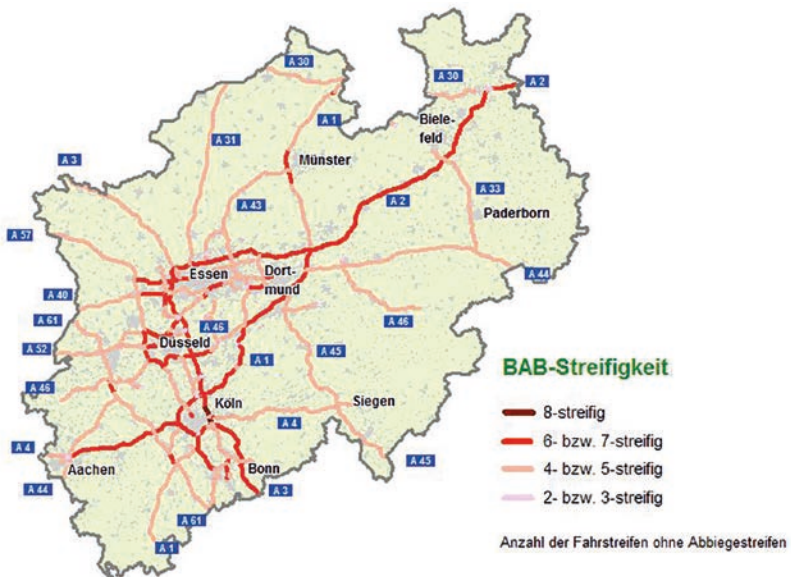 A 30
A 30
A 2
A 1
Biele-
feld
A 31
Münster
A 3
A 33
A 43
A 2
Paderborn
A 57
Essen
Dort-
mund
A 44
A 40
A 61
A 46
A 46
Düsseld
A 52
A 45
A 1
BAB-Streifigkeit
A 46
Köln
Siegen
8-streifig
A 4
6- bzw. 7-streifig
A 4
A 45
Aachen
Bonn
4- bzw. 5-streifig
A 44
A 3
A 61
2- bzw. 3-streifig
A 1
Anzahl der Fahrstreifen ohne Abbiegestreifen